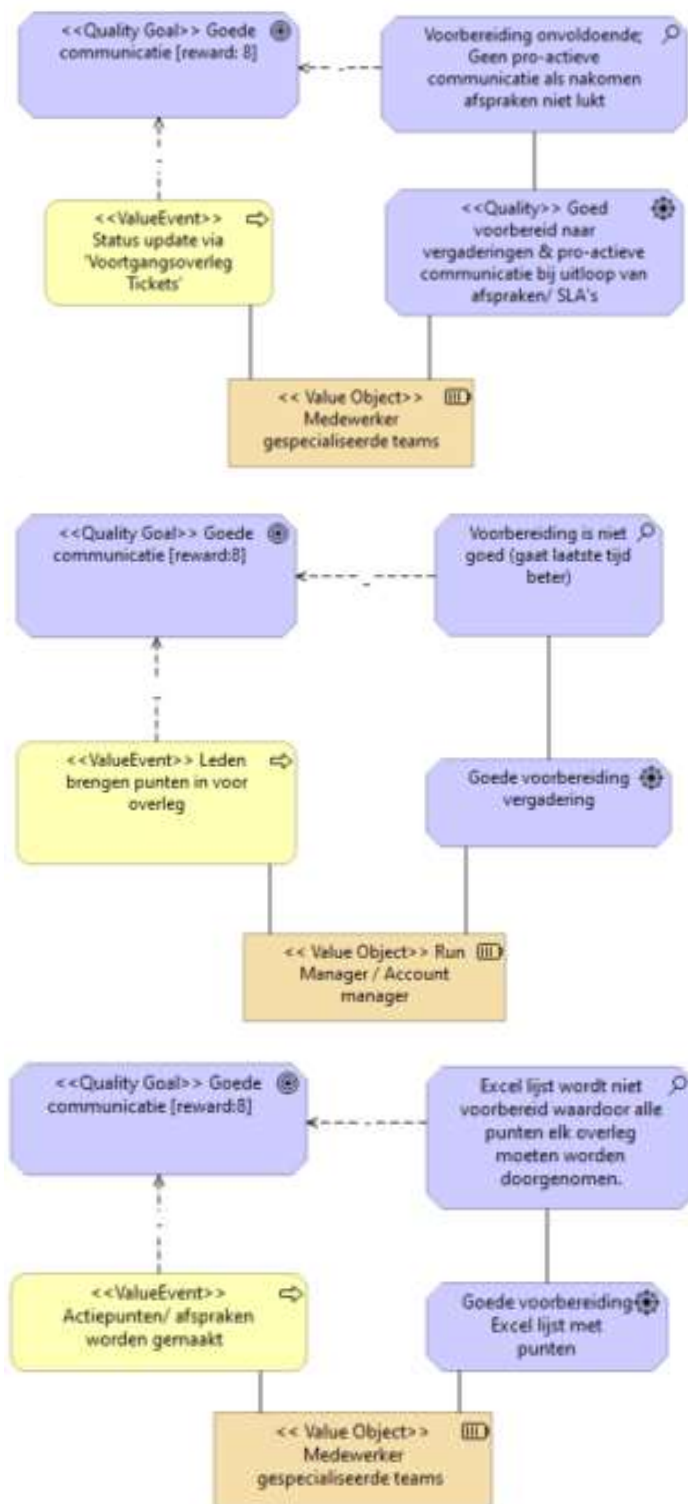 <<Quality Goal>> Goede
communicatie [reward: 8]
Voorbereiding onvoldoende;
Geen pro-actieve
communicatie als nakomen
afspraken niet lukt
<<ValueEvent>>
Status update via
'Voortgangsoverleg
Tickets'
<<Quality>> Goed
voorbereid naar
vergaderingen & pro-actieve
communicatie bij uitloop van
afspraken/ SLA's
<< Value Object>>
Medewerker
gespecialiseerde teams
<<Quality Goal>> Goede
communicatie [reward:8]
Voorbereiding is niet
goed (gaat laatste tijd
beter)
<<ValueEvent>> Leden
brengen punten in voor
overleg
Goede voorbereiding
vergadering
<< Value Object>> Run
Manager / Account
manager
<<Quality Goal>> Goede
communicatie [reward:8]
Excel lijst wordt niet
voorbereid waardoor alle
punten elk overleg
moeten worden
doorgenomen.
<<ValueEvent>>
Actiepunten/ afspraken
worden gemaakt
Goede voorbereiding
Excel lijst met
punten
<< Value Object>>
Medewerker
gespecialiseerde teams